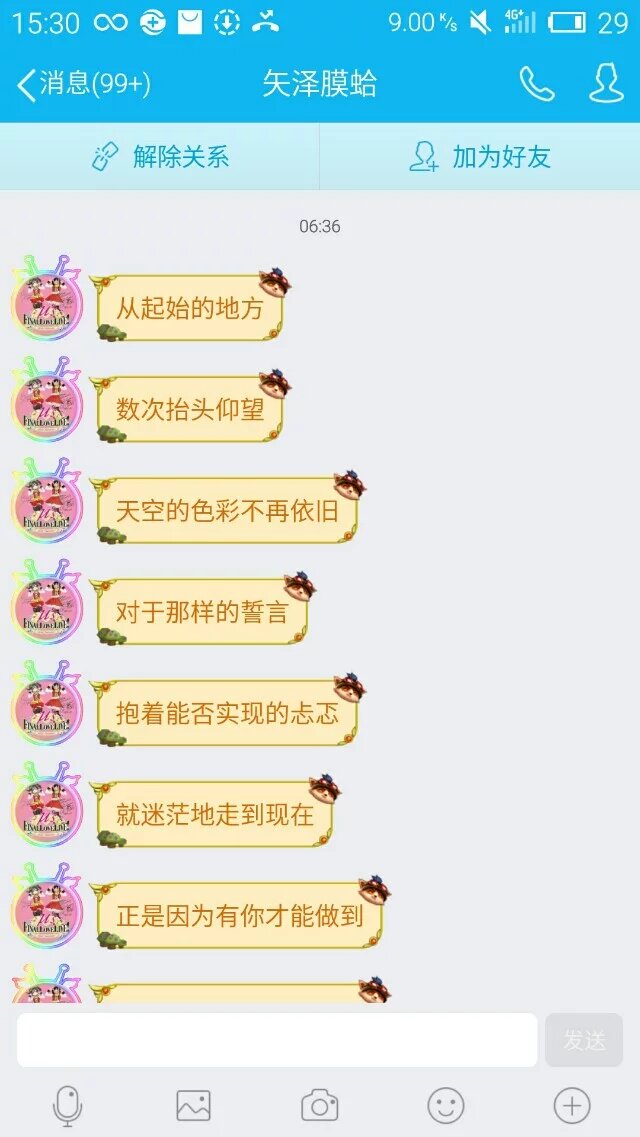 15:30
9.00 K/s
4G+
29
消息(99+)
矢泽膜蛤
解除关系
加为好友
06:36
从起始的地方
数次抬头仰望
天空的色彩不再依旧
对于那样的誓言
抱着能否实现的忐忑
就迷茫地走到现在
正是因为有你才能做到
发送